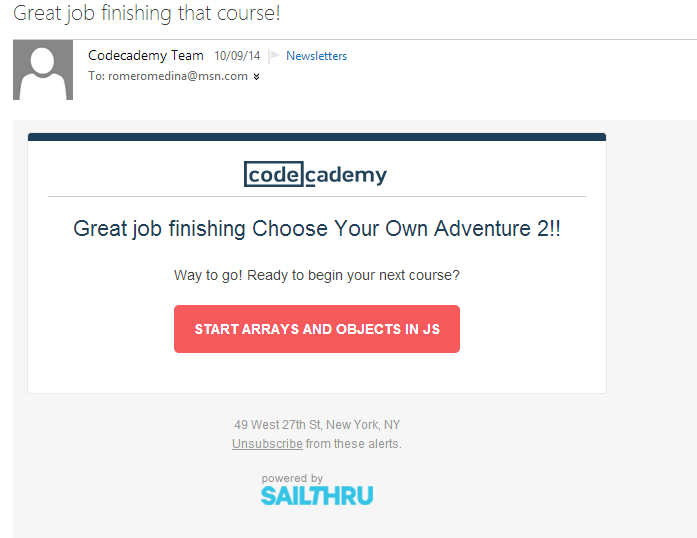 Great job finishing that course!
Codecademy Team 10/09/14 Newsletters
To: romeromedina@msn.com
codecademy
Great job finishing Choose Your Own Adventure 2!!
Way to go! Ready to begin your next course?
START ARRAYS AND OBJECTS IN JS
49 West 27th St, New York, NY
Unsubscribe from these alerts.
powered by
SAILTHRU